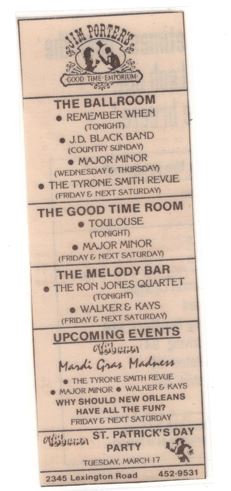 JIM PORTER'S
GOOD TIME EMPORIUM
THE BALLROOM
● REMEMBER WHEN
(TONIGHT)
● J.D. BLACK BAND
(COUNTRY SUNDAY)
● MAJOR MINOR
(WEDNESDAY & THURSDAY)
● THE TYRONE SMITH REVUE
(FRIDAY & NEXT SATURDAY)
THE GOOD TIME ROOM
● TOULOUSE
(TONIGHT)
● MAJOR MINOR
(FRIDAY & NEXT SATURDAY)
THE MELODY BAR
● THE RON JONES QUARTET
(TONIGHT)
● WALKER & KAYS
(FRIDAY & NEXT SATURDAY)
UPCOMING EVENTS
Mardi Gras Madness
● THE TYRONE SMITH REVUE
● MAJOR MINOR ● WALKER & KAYS
WHY SHOULD NEW ORLEANS
HAVE ALL THE FUN?
FRIDAY & NEXT SATURDAY
ST. PATRICK'S DAY
PARTY
TUESDAY, MARCH 17
2345 Lexington Road 452-9531